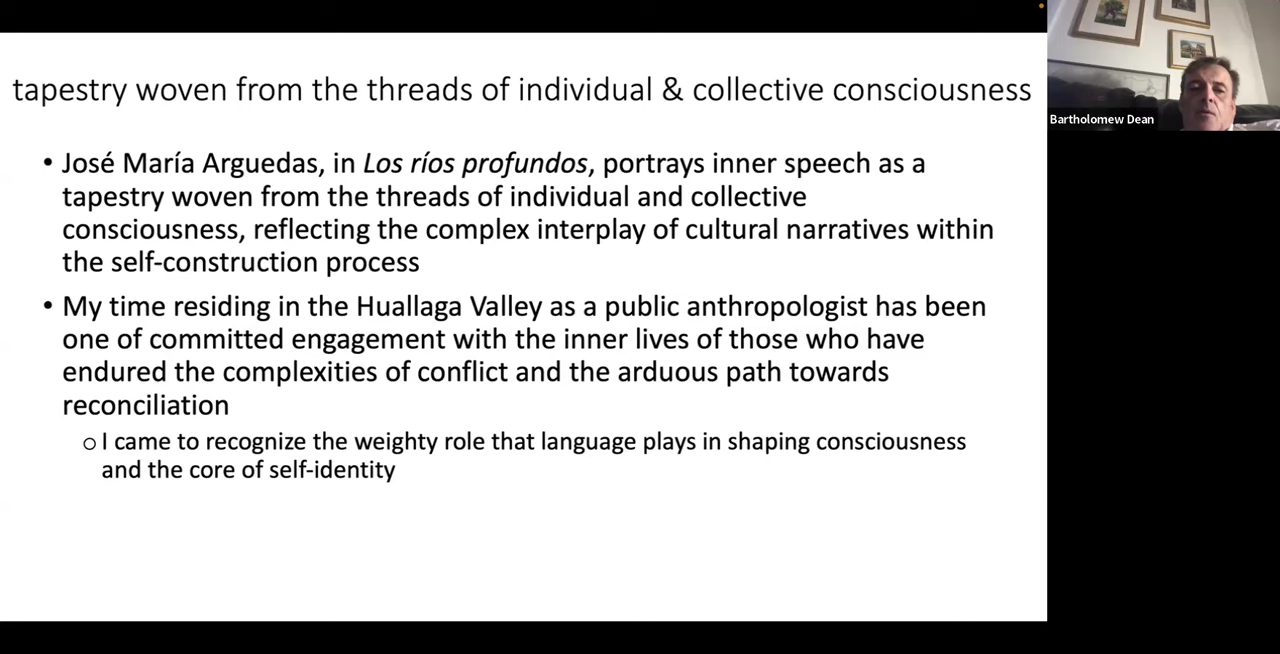 tapestry woven from the threads of individual & collective consciousness
• José María Arguedas, in Los ríos profundos, portrays inner speech as a
tapestry woven from the threads of individual and collective
consciousness, reflecting the complex interplay of cultural narratives within
the self-construction process
• My time residing in the Huallaga Valley as a public anthropologist has been
one of committed engagement with the inner lives of those who have
endured the complexities of conflict and the arduous path towards
reconciliation
o I came to recognize the weighty role that language plays in shaping consciousness
and the core of self-identity
Bartholomew Dean